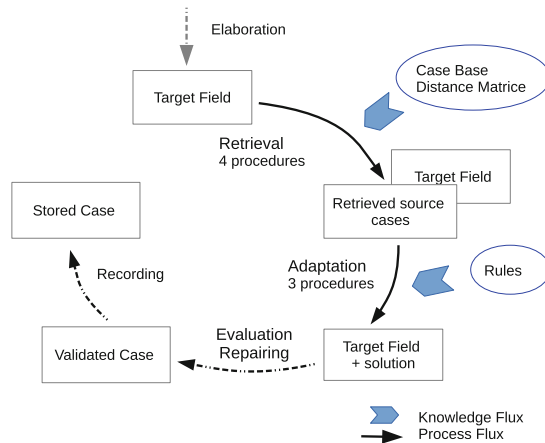 Elaboration
Target Field
Case Base
Distance Matrice
Retrieval
4 procedures
Target Field
Retrieved source
cases
Stored Case
Recording
Adaptation
3 procedures
Rules
Evaluation
Repairing
Validated Case
Target Field
+ solution
Knowledge Flux
Process Flux